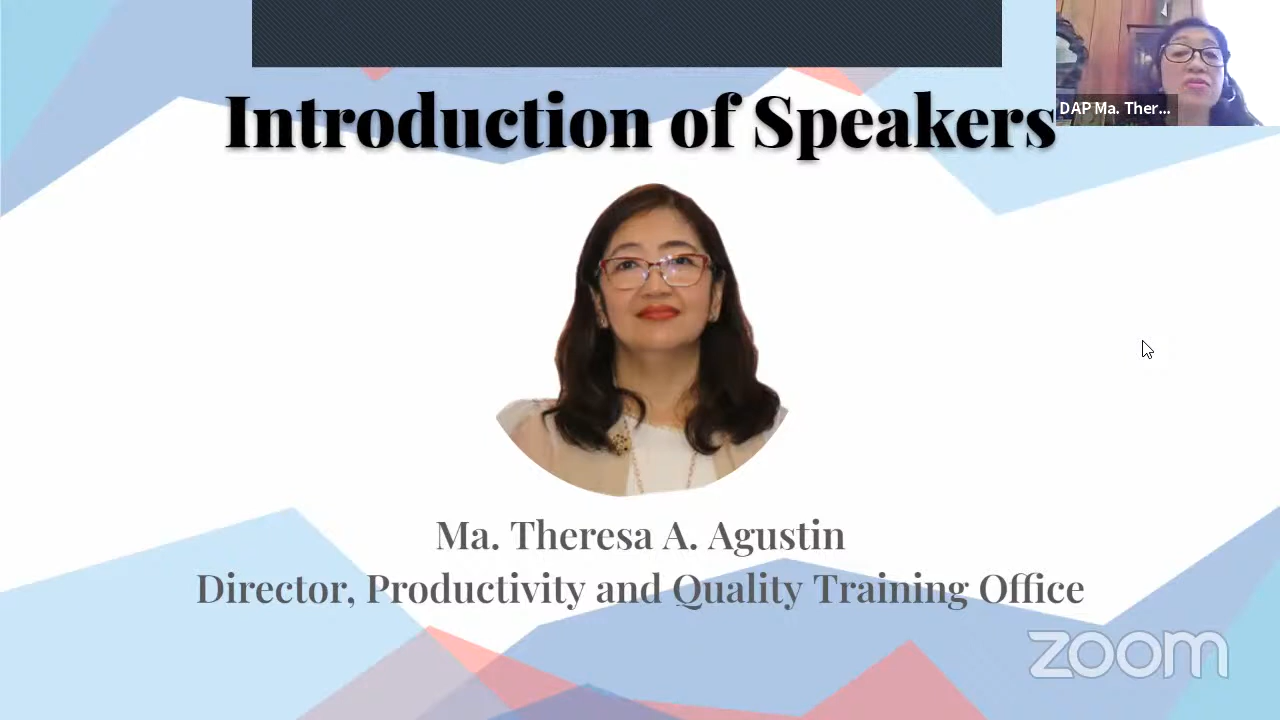 Introduction of Speakers
DAP Ma. Ther...
Ma. Theresa A. Agustin
Director, Productivity and Quality Training Office
zoom